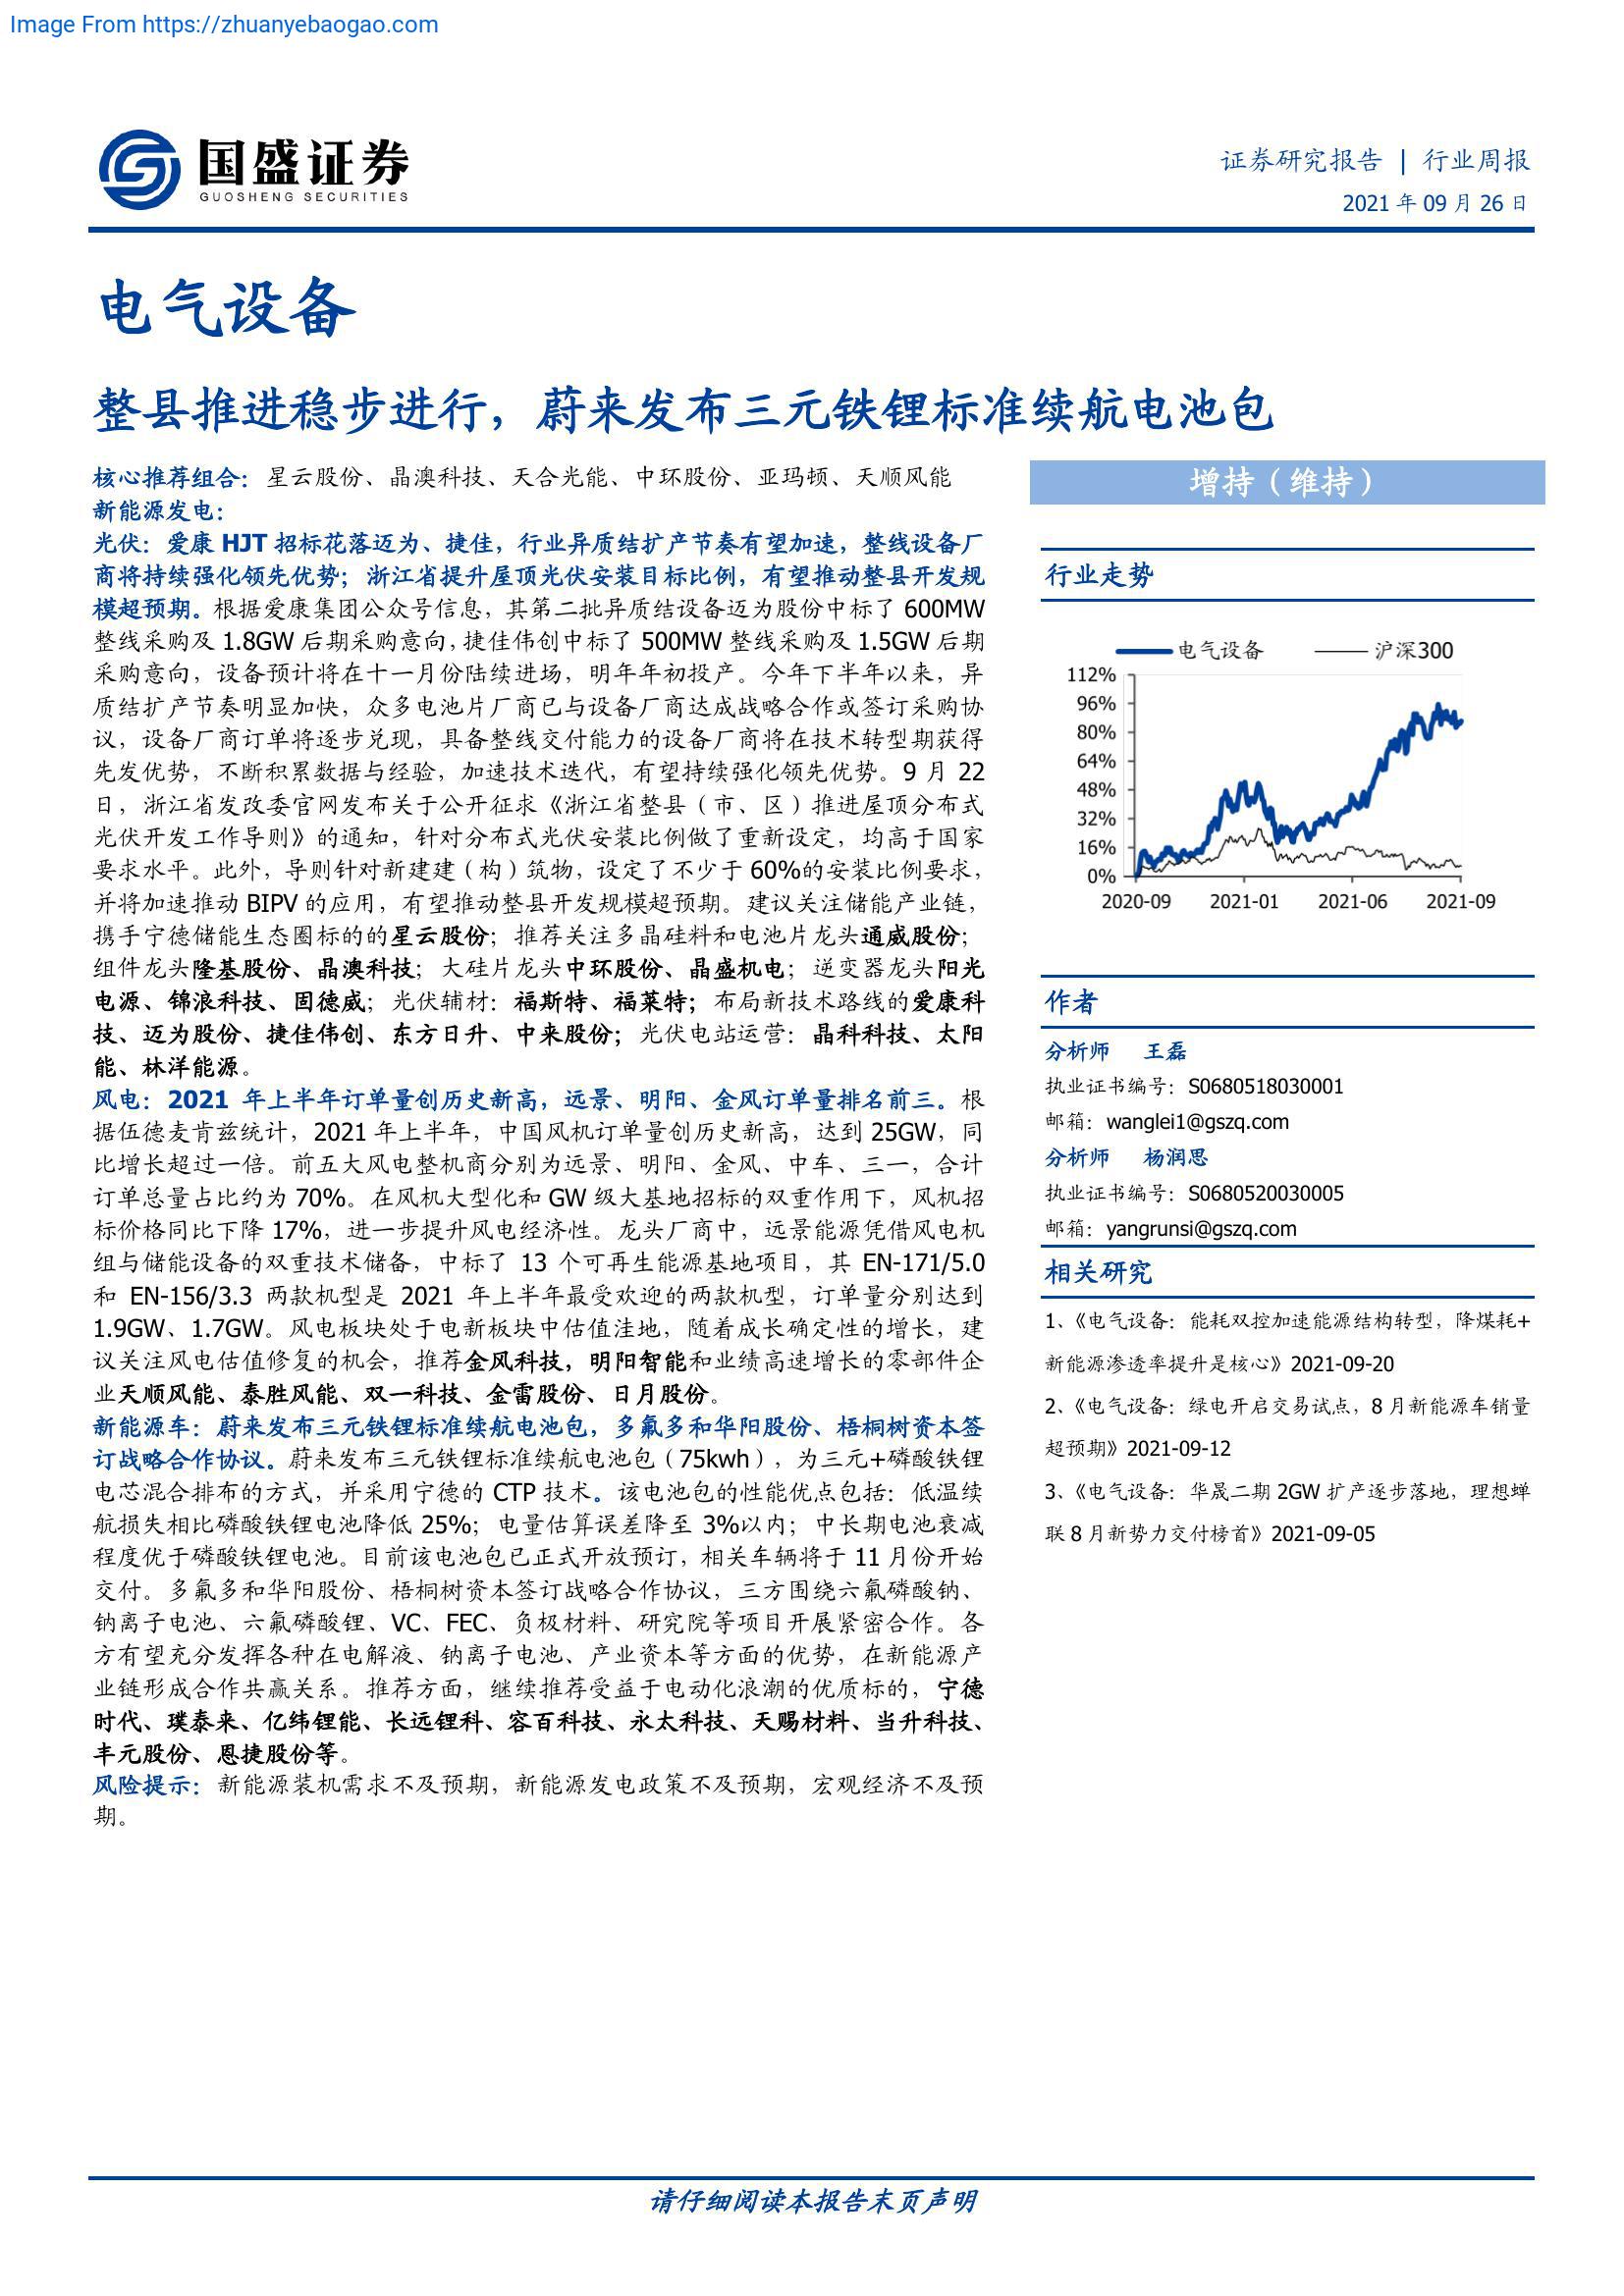 Image From https://zhuanyebaogao.com
国盛证券
GUOSHENG SECURITIES
证券研究报告 | 行业周报
2021 年 09 月 26 日
电气设备
整县推进稳步进行，蔚来发布三元铁锂标准续航电池包
核心推荐组合：星云股份、晶澳科技、天合光能、中环股份、亚玛顿、天顺风能
新能源发电：
光伏：爱康 HJT 招标花落迈为、捷佳，行业异质结扩产节奏有望加速，整线设备厂
商将持续强化领先优势；浙江省提升屋顶光伏安装目标比例，有望推动整县开发规
模超预期。根据爱康集团公众号信息，其第二批异质结设备迈为股份中标了 600MW
整线采购及 1.8GW 后期采购意向，捷佳伟创中标了 500MW 整线采购及 1.5GW 后期
采购意向，设备预计将在十一月份陆续进场，明年年初投产。今年下半年以来，异
质结扩产节奏明显加快，众多电池片厂商已与设备厂商达成战略合作或签订采购协
议，设备厂商订单将逐步兑现，具备整线交付能力的设备厂商将在技术转型期获得
先发优势，不断积累数据与经验，加速技术迭代，有望持续强化领先优势。9 月 22
日，浙江省发改委官网发布关于公开征求《浙江省整县（市、区）推进屋顶分布式
光伏开发工作导则》的通知，针对分布式光伏安装比例做了重新设定，均高于国家
要求水平。此外，导则针对新建建（构）筑物，设定了不少于 60%的安装比例要求，
并将加速推动 BIPV 的应用，有望推动整县开发规模超预期。建议关注储能产业链，
携手宁德储能生态圈标的的星云股份；推荐关注多晶硅料和电池片龙头通威股份；
组件龙头隆基股份、晶澳科技；大硅片龙头中环股份、晶盛机电；逆变器龙头阳光
电源、锦浪科技、固德威；光伏辅材：福斯特、福莱特；布局新技术路线的爱康科
技、迈为股份、捷佳伟创、东方日升、中来股份；光伏电站运营：晶科科技、太阳
能、林洋能源。
风电：2021 年上半年订单量创历史新高，远景、明阳、金风订单量排名前三。根
据伍德麦肯兹统计，2021 年上半年，中国风机订单量创历史新高，达到 25GW，同
比增长超过一倍。前五大风电整机商分别为远景、明阳、金风、中车、三一，合计
订单总量占比约为 70%。在风机大型化和 GW 级大基地招标的双重作用下，风机招
标价格同比下降 17%，进一步提升风电经济性。龙头厂商中，远景能源凭借风电机
组与储能设备的双重技术储备，中标了 13 个可再生能源基地项目，其 EN-171/5.0
和 EN-156/3.3 两款机型是 2021 年上半年最受欢迎的两款机型，订单量分别达到
1.9GW、1.7GW。风电板块处于电新板块中估值洼地，随着成长确定性的增长，建
议关注风电估值修复的机会，推荐金风科技，明阳智能和业绩高速增长的零部件企
业天顺风能、泰胜风能、双一科技、金雷股份、日月股份。
新能源车：蔚来发布三元铁锂标准续航电池包，多氟多和华阳股份、梧桐树资本签
订战略合作协议。蔚来发布三元铁锂标准续航电池包（75kwh），为三元+磷酸铁锂
电芯混合排布的方式，并采用宁德的 CTP 技术。该电池包的性能优点包括：低温续
航损失相比磷酸铁锂电池降低 25%；电量估算误差降至 3%以内；中长期电池衰减
程度优于磷酸铁锂电池。目前该电池包已正式开放预订，相关车辆将于 11 月份开始
交付。多氟多和华阳股份、梧桐树资本签订战略合作协议，三方围绕六氟磷酸钠、
钠离子电池、六氟磷酸锂、VC、FEC、负极材料、研究院等项目开展紧密合作。各
方有望充分发挥各种在电解液、钠离子电池、产业资本等方面的优势，在新能源产
业链形成合作共赢关系。推荐方面，继续推荐受益于电动化浪潮的优质标的，宁德
时代、璞泰来、亿纬锂能、长远锂科、容百科技、永太科技、天赐材料、当升科技、
丰元股份、恩捷股份等。
风险提示：新能源装机需求不及预期，新能源发电政策不及预期，宏观经济不及预
期。
增持（维持）
行业走势
电气设备 沪深300
112%
96%
80%
64%
48%
32%
16%
0%
2020-09 2021-01 2021-06 2021-09
作者
分析师 王磊
执业证书编号：S0680518030001
邮箱：wanglei1@gszq.com
分析师 杨润思
执业证书编号：S0680520030005
邮箱：yangrunsi@gszq.com
相关研究
1、《电气设备：能耗双控加速能源结构转型，降煤耗+
新能源渗透率提升是核心》2021-09-20
2、《电气设备：绿电开启交易试点，8 月新能源车销量
超预期》2021-09-12
3、《电气设备：华晟二期 2GW 扩产逐步落地，理想蝉
联 8 月新势力交付榜首》2021-09-05
请仔细阅读本报告末页声明